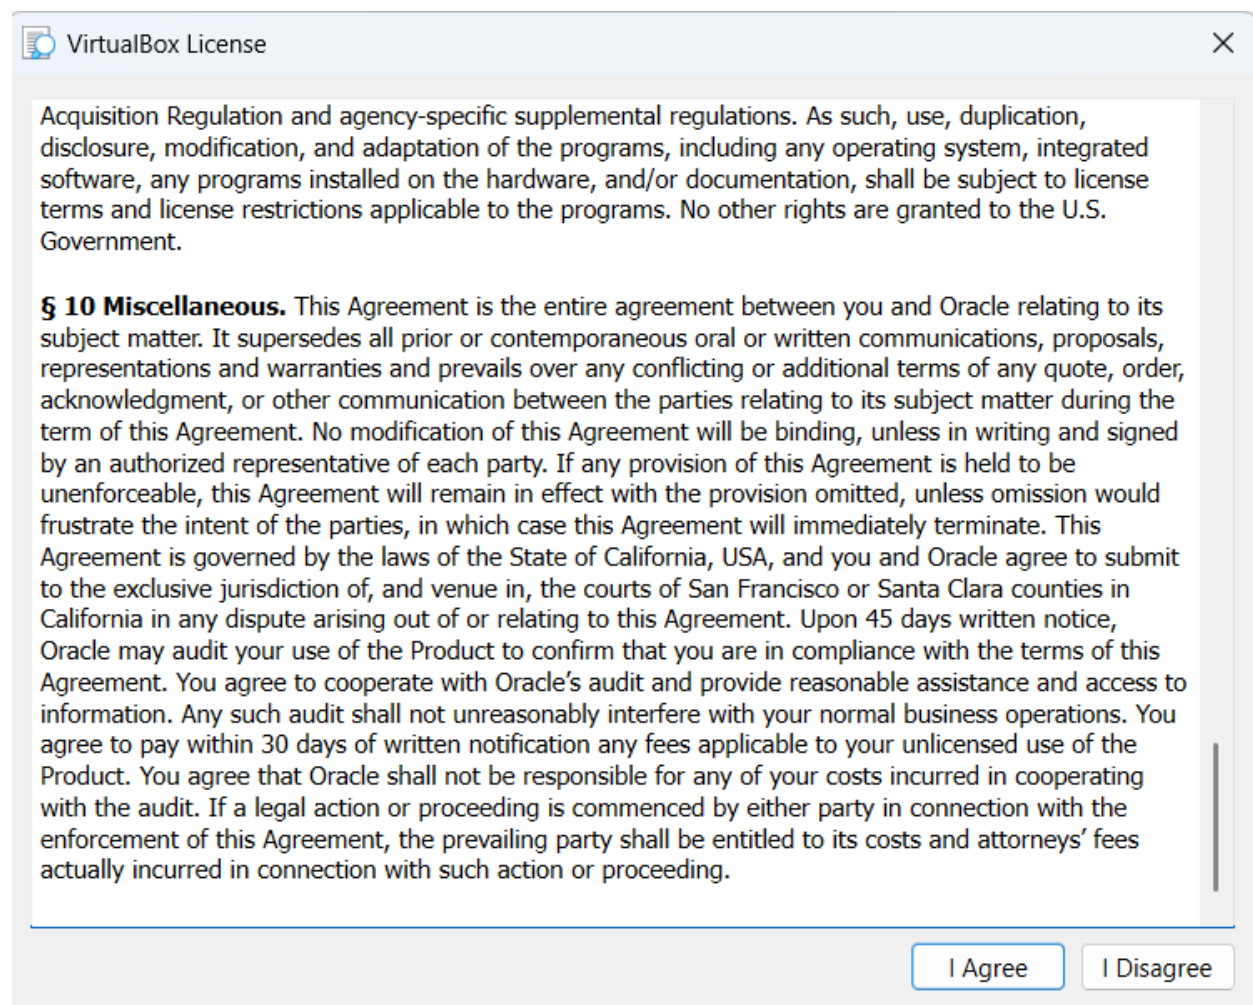 VirtualBox License
Acquisition Regulation and agency-specific supplemental regulations. As such, use, duplication,
disclosure, modification, and adaptation of the programs, including any operating system, integrated
software, any programs installed on the hardware, and/or documentation, shall be subject to license
terms and license restrictions applicable to the programs. No other rights are granted to the U.S.
Government.
§ 10 Miscellaneous. This Agreement is the entire agreement between you and Oracle relating to its
subject matter. It supersedes all prior or contemporaneous oral or written communications, proposals,
representations and warranties and prevails over any conflicting or additional terms of any quote, order,
acknowledgment, or other communication between the parties relating to its subject matter during the
term of this Agreement. No modification of this Agreement will be binding, unless in writing and signed
by an authorized representative of each party. If any provision of this Agreement is held to be
unenforceable, this Agreement will remain in effect with the provision omitted, unless omission would
frustrate the intent of the parties, in which case this Agreement will immediately terminate. This
Agreement is governed by the laws of the State of California, USA, and you and Oracle agree to submit
to the exclusive jurisdiction of, and venue in, the courts of San Francisco or Santa Clara counties in
California in any dispute arising out of or relating to this Agreement. Upon 45 days written notice,
Oracle may audit your use of the Product to confirm that you are in compliance with the terms of this
Agreement. You agree to cooperate with Oracle’s audit and provide reasonable assistance and access to
information. Any such audit shall not unreasonably interfere with your normal business operations. You
agree to pay within 30 days of written notification any fees applicable to your unlicensed use of the
Product. You agree that Oracle shall not be responsible for any of your costs incurred in cooperating
with the audit. If a legal action or proceeding is commenced by either party in connection with the
enforcement of this Agreement, the prevailing party shall be entitled to its costs and attorneys’ fees
actually incurred in connection with such action or proceeding.
I Agree
I Disagree